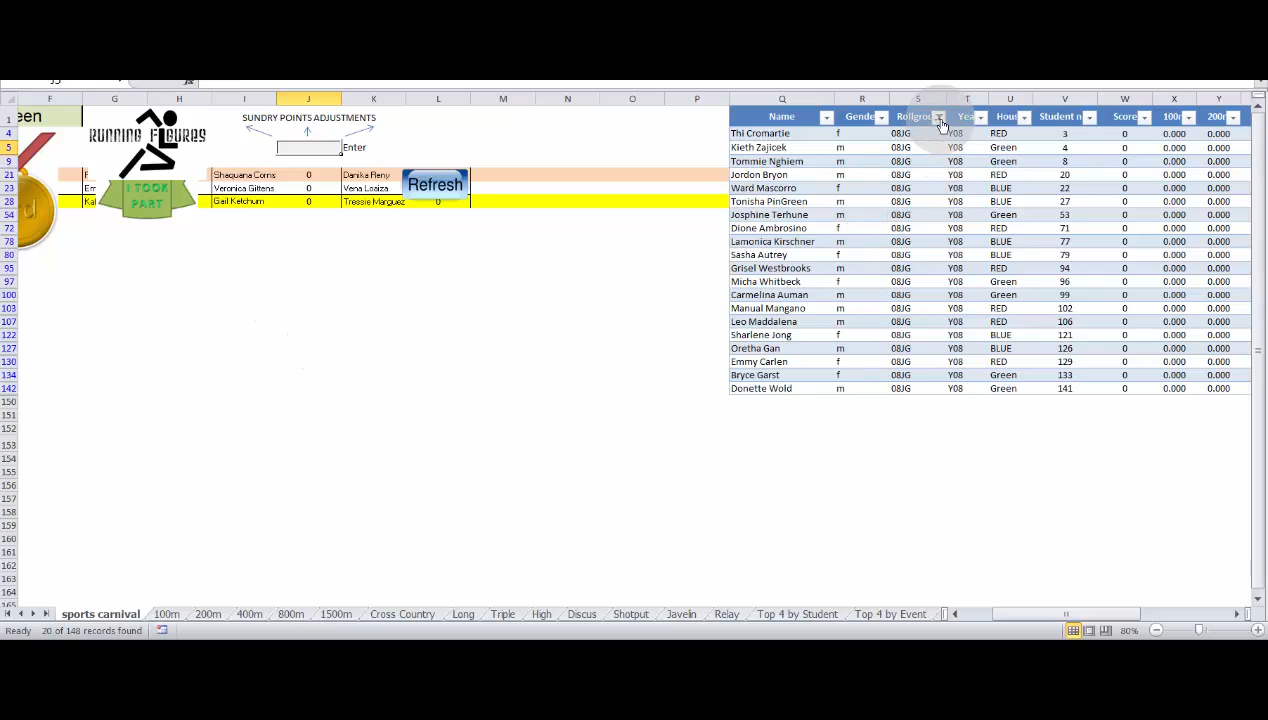 F G H I J K L M N O P Q R S T U V W X Y
een RUNNING FIGURES SUNDRY POINTS ADJUSTMENTS
1 Name Gende Rollgrou Yea Hous Student n Score 100m 200m
4 Thi Cromartie f 08JG Y08 RED 3 0 0.000 0.000
5 Enter Kieth Zajicek m 08JG Y08 Green 4 0 0.000 0.000
9 Tommie Nghiem m 08JG Y08 Green 8 0 0.000 0.000
21 Shaquana Corns 0 Danika Reny Refresh Jordon Bryon m 08JG Y08 RED 20 0 0.000 0.000
23 I TOOK PART Veronica Gittens 0 Vena Loaiza Ward Mascorro f 08JG Y08 BLUE 22 0 0.000 0.000
28 Gail Ketchum 0 Tressie Marguez 0 Tonisha PinGreen m 08JG Y08 BLUE 27 0 0.000 0.000
54 Josphine Terhune f 08JG Y08 Green 53 0 0.000 0.000
72 Dione Ambrosino f 08JG Y08 RED 71 0 0.000 0.000
78 Lamonica Kirschner m 08JG Y08 BLUE 77 0 0.000 0.000
80 Sasha Autrey f 08JG Y08 BLUE 79 0 0.000 0.000
95 Grisel Westbrooks m 08JG Y08 RED 94 0 0.000 0.000
97 Micha Whitbeck f 08JG Y08 Green 96 0 0.000 0.000
100 Carmelina Auman m 08JG Y08 Green 99 0 0.000 0.000
103 Manual Mangano m 08JG Y08 RED 102 0 0.000 0.000
107 Leo Maddalena m 08JG Y08 RED 106 0 0.000 0.000
122 Sharlene Jong f 08JG Y08 BLUE 121 0 0.000 0.000
127 Oretha Gan m 08JG Y08 BLUE 126 0 0.000 0.000
130 Emmy Carlen f 08JG Y08 RED 129 0 0.000 0.000
134 Bryce Garst f 08JG Y08 Green 133 0 0.000 0.000
142 Donette Wold m 08JG Y08 Green 141 0 0.000 0.000
150
151
152
153
154
155
156
157
158
159
160
161
162
163
164
165
sports carnival 100m 200m 400m 800m 1500m Cross Country Long Triple High Discus Shotput Javelin Relay Top 4 by Student Top 4 by Event
Ready 20 of 148 records found 80%